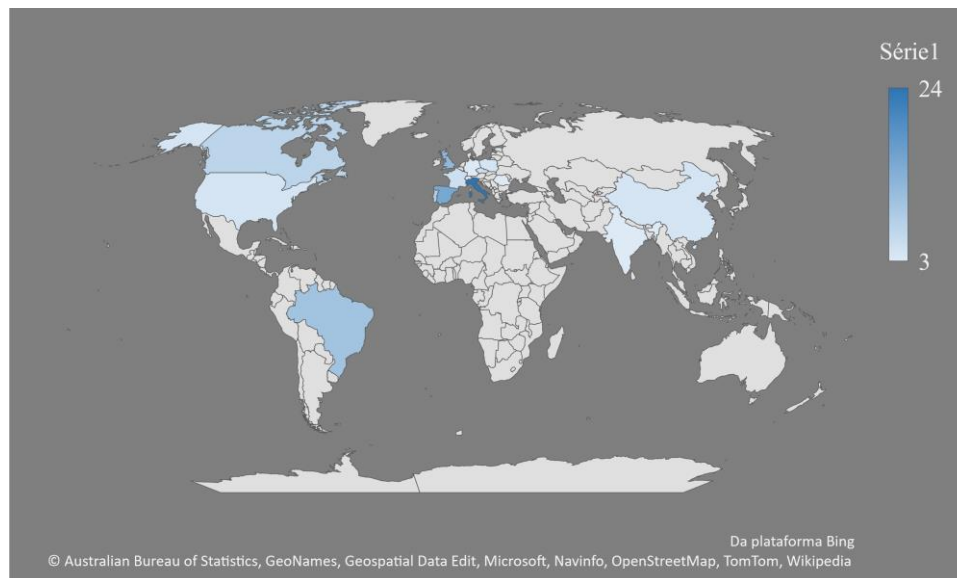 Série1
24
3
Da plataforma Bing
© Australian Bureau of Statistics, GeoNames, Geospatial Data Edit, Microsoft, Navinfo, OpenStreetMap, TomTom, Wikipedia